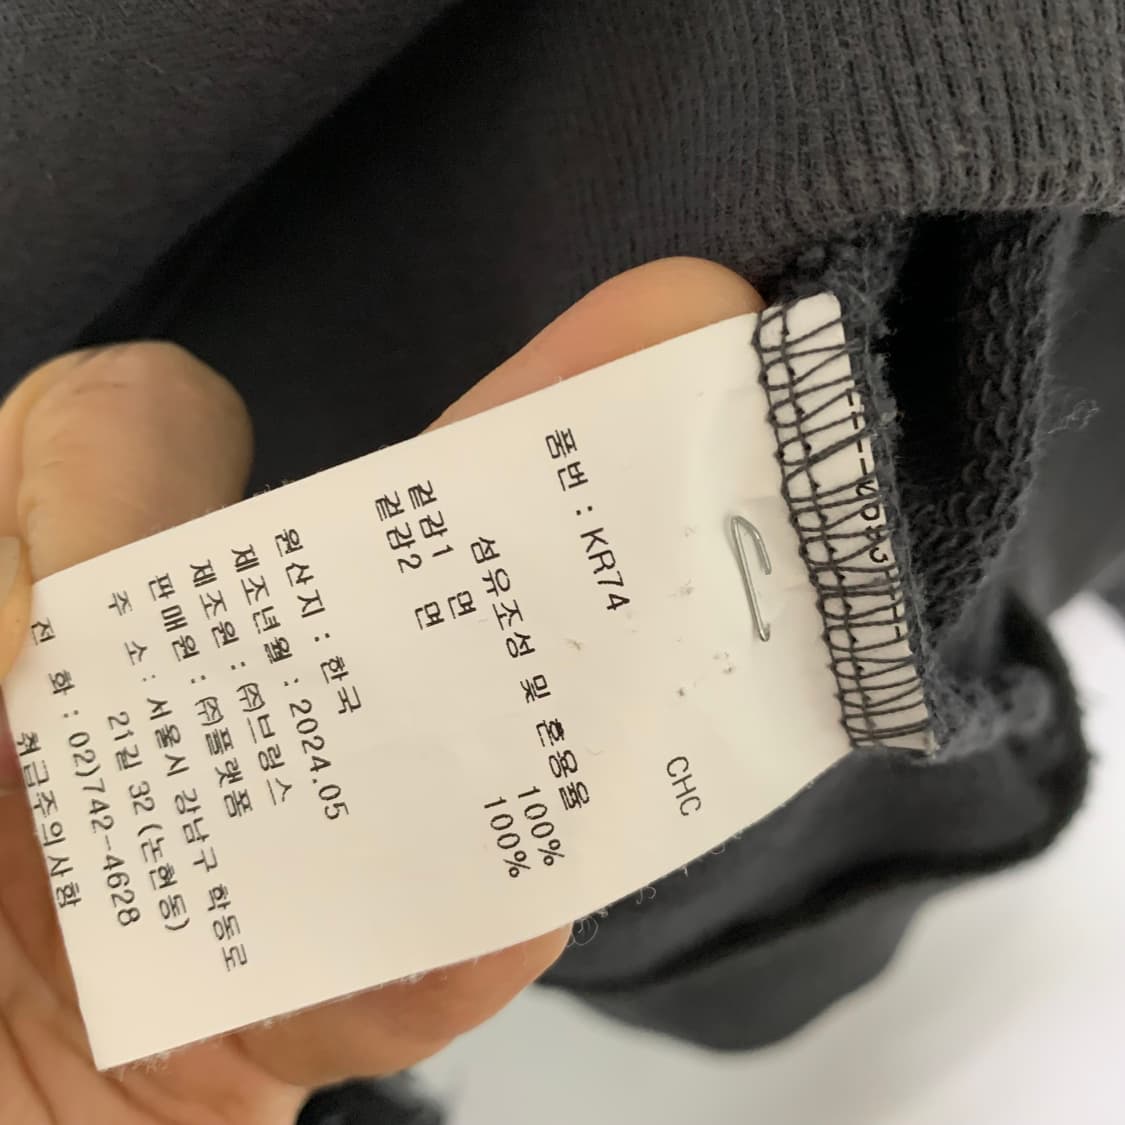 CHC
품번 : KR74
섬유조성 및 혼용율
겉감1 면 100%
겉감2 면 100%
원산지 : 한국
제조년월 : 2024.05
제조원 : ㈜브링스
판매원 : ㈜플랫폼
주 소 : 서울시 강남구 학동로
21길 32 (논현동)
전 화 : 02)742-4628
취급주의사항